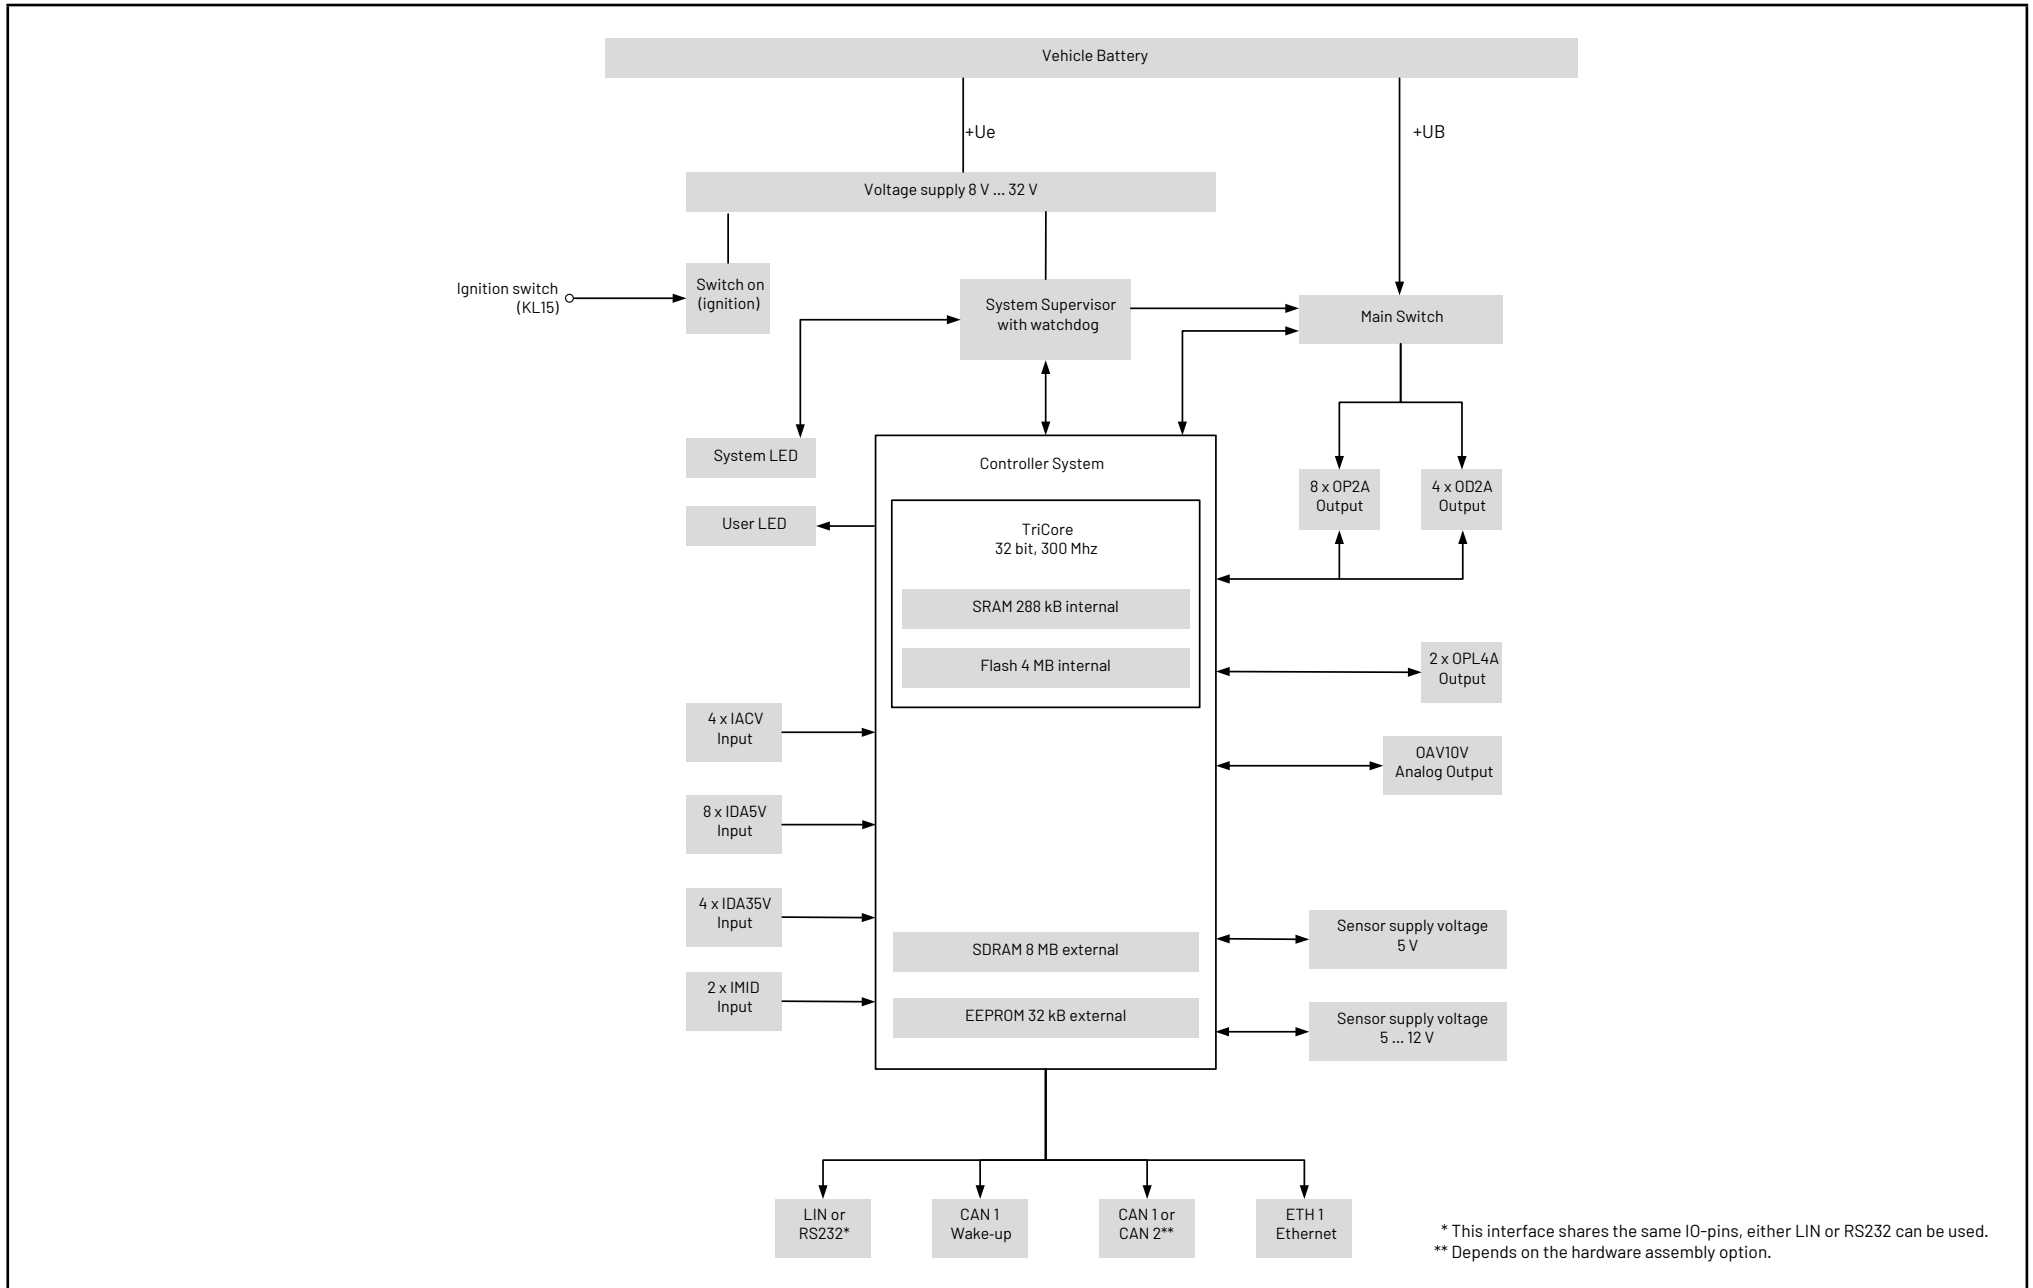 Vehicle Battery
+Ue
+UB
Voltage supply 8 V ... 32 V
Ignition switch
(KL15)
Switch on
(ignition)
System Supervisor
with watchdog
Main Switch
System LED
User LED
Controller System
TriCore
32 bit, 300 Mhz
SRAM 288 kB internal
Flash 4 MB internal
8 x OP2A
Output
4 x OD2A
Output
2 x OPL4A
Output
4 x IACV
Input
OAV10V
Analog Output
8 x IDA5V
Input
4 x IDA35V
Input
SDRAM 8 MB external
Sensor supply voltage
5 V
2 x IMID
Input
EEPROM 32 kB external
Sensor supply voltage
5 ... 12 V
LIN or
RS232*
CAN 1
Wake-up
CAN 1 or
CAN 2**
ETH 1
Ethernet
* This interface shares the same IO-pins, either LIN or RS232 can be used.
** Depends on the hardware assembly option.